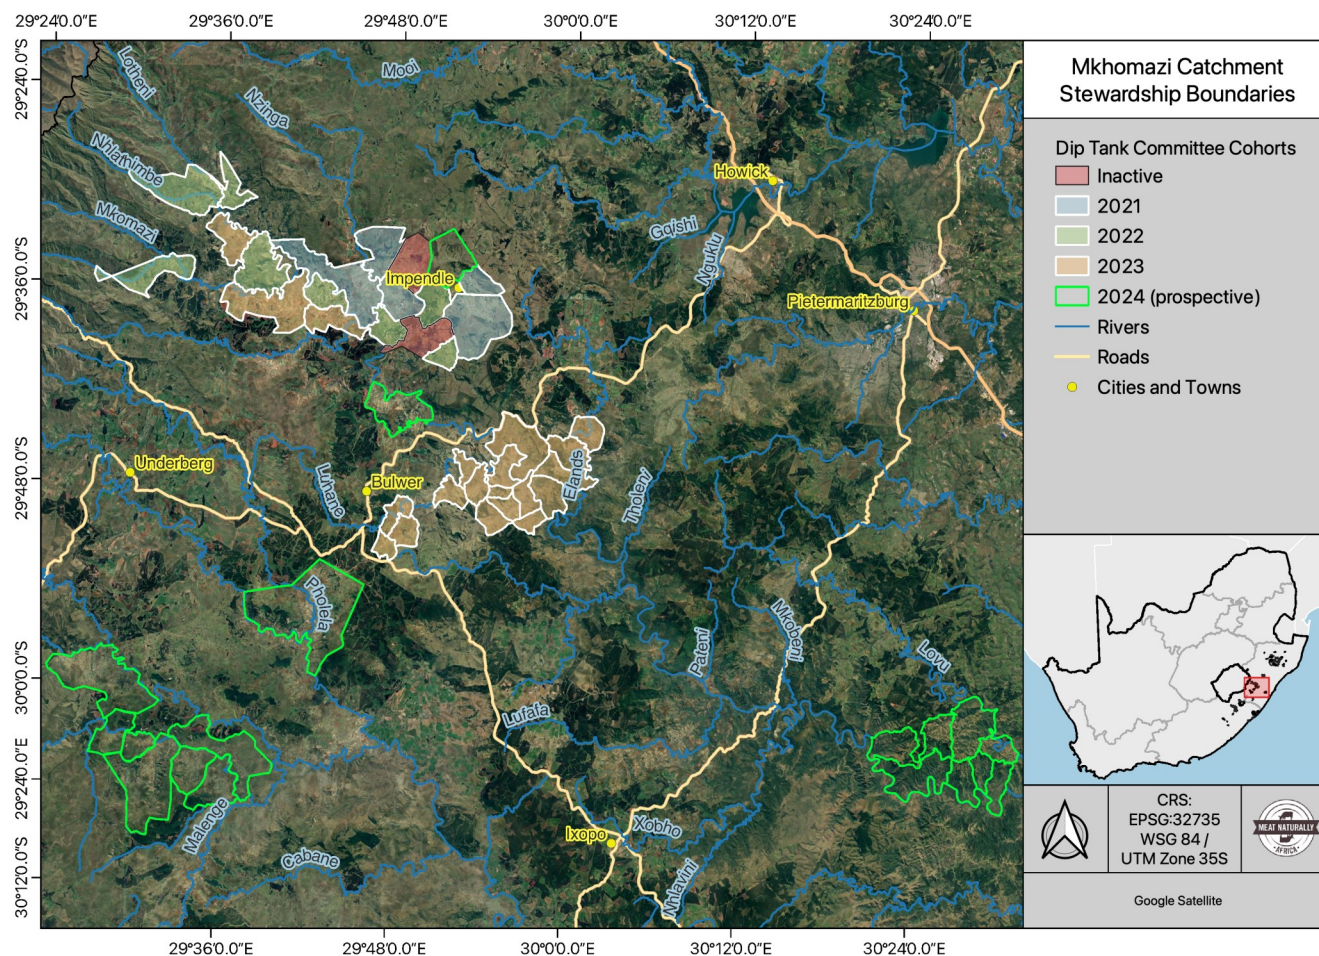 29°24'0.0"E
29°36'0.0"E
29°48'0.0"E
30°00'0.0"E
30°12'0.0"E
30°24'0.0"E
29°24'0.0"S
29°36'0.0"S
29°48'0.0"S
30°00'0.0"S
29°24'0.0"E
30°12'0.0"S
Lotheni
Mooi
Nzinga
Nhlathimbe
Mkomazi
Howick
Gqishi
Nguklu
Impendle
Pietermaritzburg
Underberg
Luhane
Bulwer
Elands
Tholeni
Pholela
Pateni
Mkobeni
Lovu
Lufafa
Malenge
Cabane
Ixopo
Xobho
Nhlavini
29°36'0.0"E
29°48'0.0"E
30°00'0.0"E
30°12'0.0"E
30°24'0.0"E
Mkhomazi Catchment
Stewardship Boundaries
Dip Tank Committee Cohorts
Inactive
2021
2022
2023
2024 (prospective)
Rivers
Roads
Cities and Towns
CRS:
EPSG:32735
WSG 84 /
UTM Zone 35S
MEAT NATURALLY
AFRICA
Google Satellite